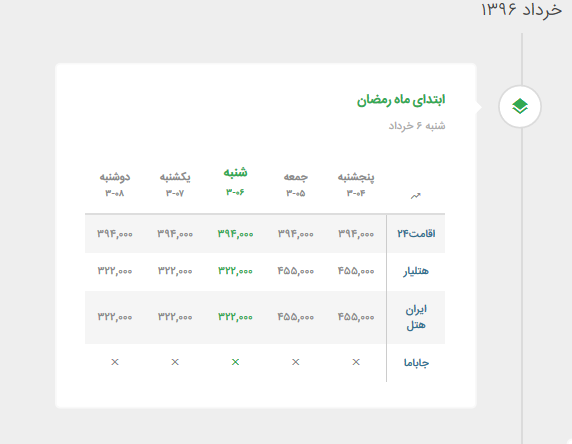 خرداد ۱۳۹۶
ابتدای ماه رمضان
شنبه ۶ خرداد
پنجشنبه جمعه شنبه یکشنبه دوشنبه
۳-۰۴ ۳-۰۵ ۳-۰۶ ۳-۰۷ ۳-۰۸
اقامت۲۴ ۳۹۴,۰۰۰ ۳۹۴,۰۰۰ ۳۹۴,۰۰۰ ۳۹۴,۰۰۰ ۳۹۴,۰۰۰
هتلیار ۴۵۵,۰۰۰ ۴۵۵,۰۰۰ ۳۲۲,۰۰۰ ۳۲۲,۰۰۰ ۳۲۲,۰۰۰
ایران
هتل ۴۵۵,۰۰۰ ۴۵۵,۰۰۰ ۳۲۲,۰۰۰ ۳۲۲,۰۰۰ ۳۲۲,۰۰۰
جاباما × × × × ×